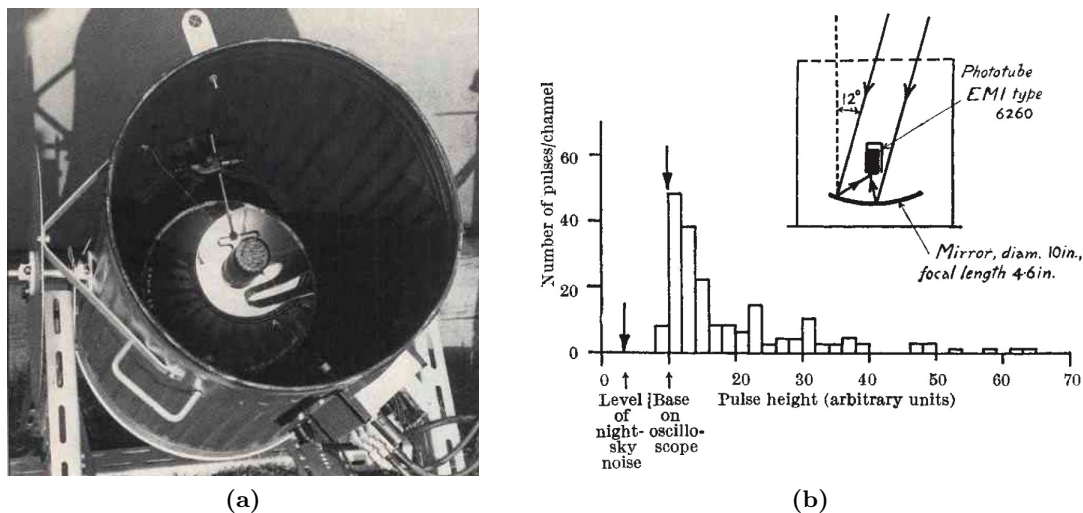 Phototube
EMI type
6260
12°
Number of pulses/channel
60
40
20
0
0 20 30 40 50 60 70
Level
of
night-
sky
noise
Base
on
oscillo-
scope
Pulse height (arbitrary units)
Mirror, diam. 10in.,
focal length 4·6in.
(a)
(b)